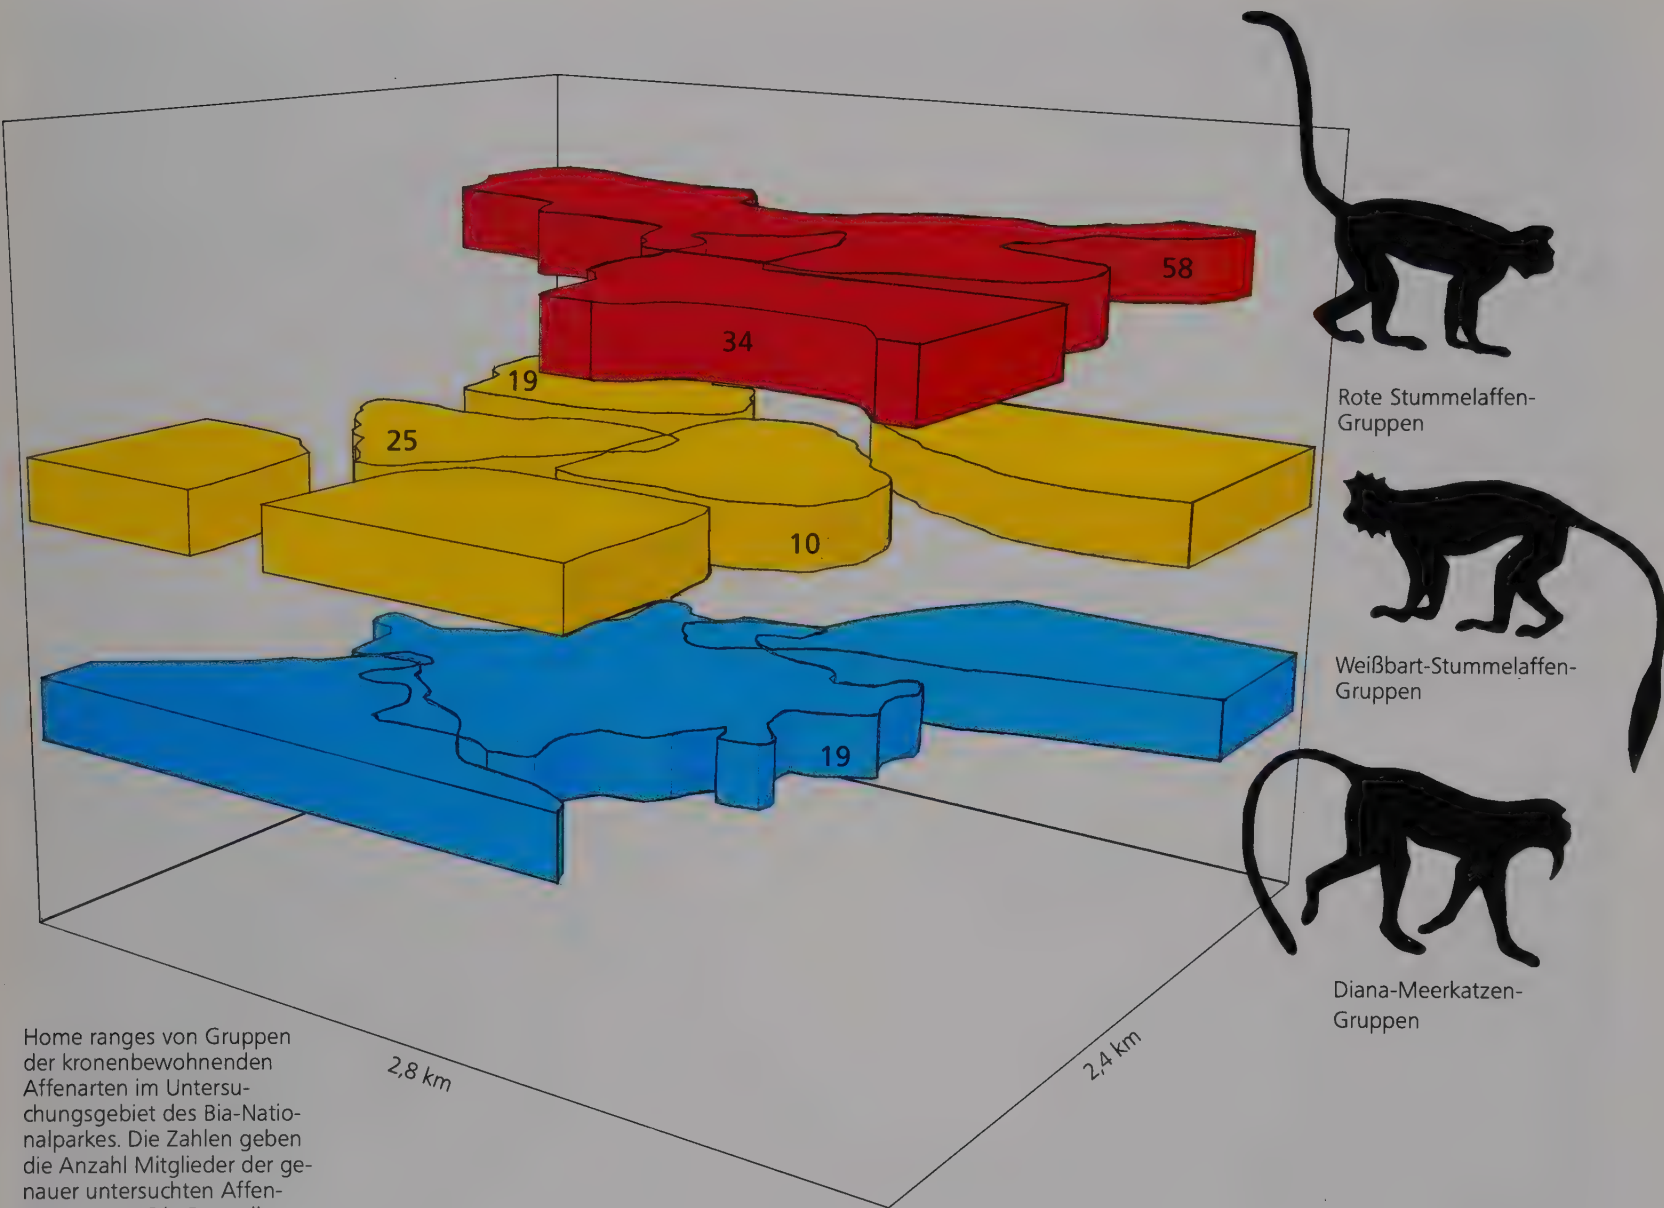 58
34
19
25
10
19
Rote Stummelaffen-
Gruppen
Weißbart-Stummelaffen-
Gruppen
Diana-Meerkatzen-
Gruppen
2,8 km
2,4 km
Home ranges von Gruppen
der kronenbewohnenden
Affenarten im Untersu-
chungsgebiet des Bia-Natio-
nalparkes. Die Zahlen geben
die Anzahl Mitglieder der ge-
nauer untersuchten Affen-